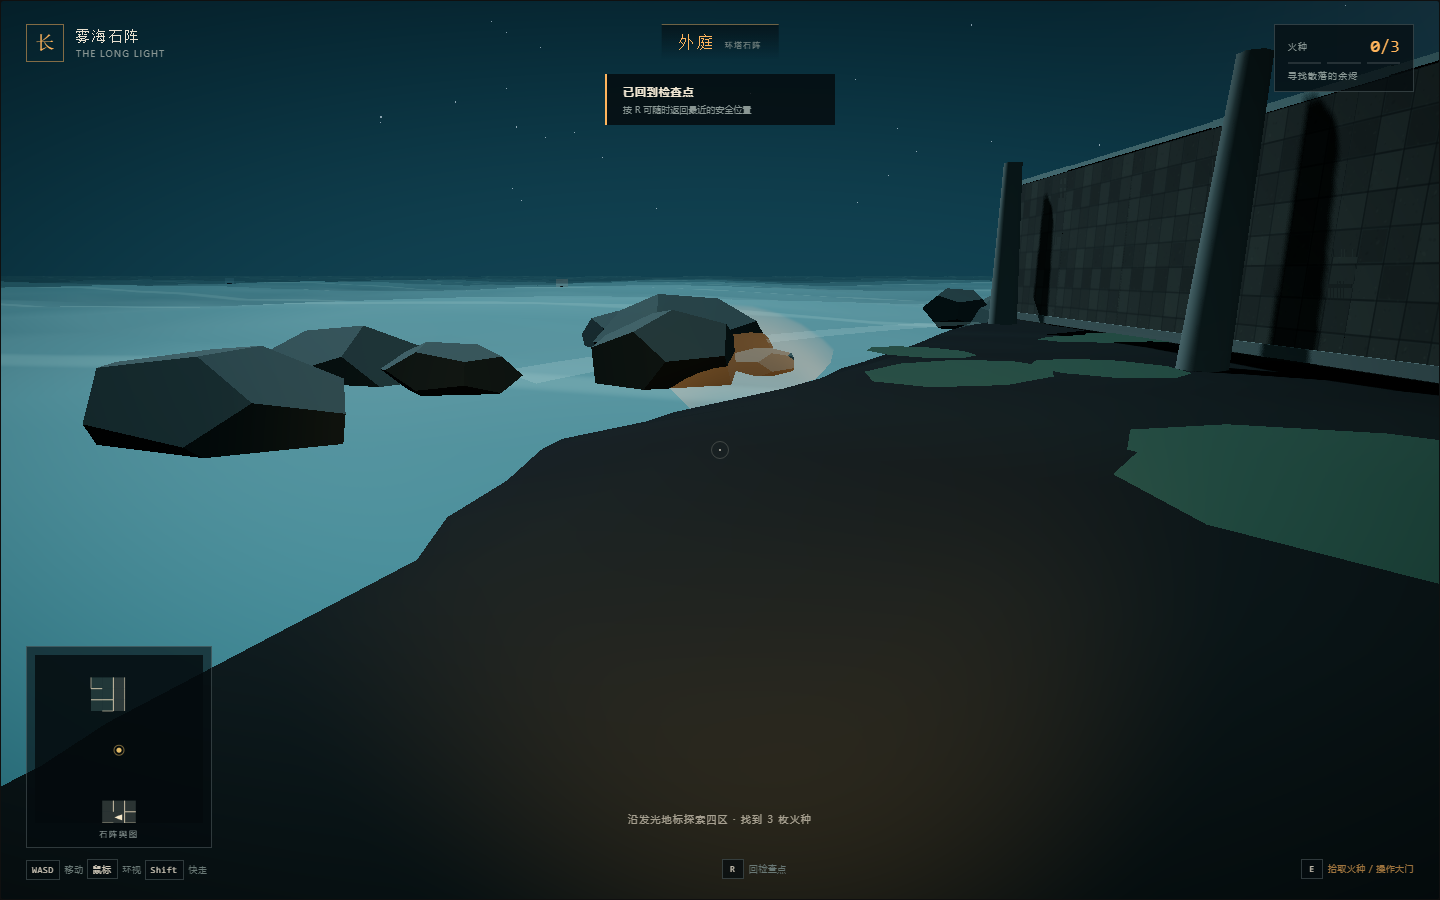 长
雾海石阵
THE LONG LIGHT
外庭 环塔石阵
已回到检查点
按 R 可随时返回最近的安全位置
火种 0/3
寻找散落的余烬
石阵舆图
沿发光地标探索四区 · 找到 3 枚火种
WASD 移动 鼠标 环视 Shift 快走
R 回检查点
E 拾取火种 / 操作大门